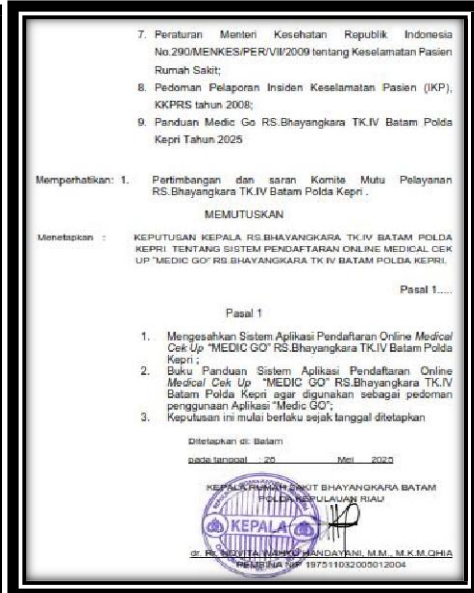 7. Peraturan Menteri Kesehatan Republik Indonesia
No.290/MENKES/PER/VII/2009 tentang Keselamatan Pasien
Rumah Sakit;
8. Pedoman Pelaporan Insiden Keselamatan Pasien (IKP),
KKPRS tahun 2008;
9. Panduan Medic Go RS.Bhayangkara TK.IV Batam Polda
Kepri Tahun 2025
Memperhatikan: 1. Pertimbangan dan saran Komite Mutu Pelayanan
RS.Bhayangkara TK.IV Batam Polda Kepri .
MEMUTUSKAN
Menetapkan : KEPUTUSAN KEPALA RS.BHAYANGKARA TK.IV BATAM POLDA
KEPRI TENTANG SISTEM PENDAFTARAN ONLINE MEDICAL CEK
UP "MEDIC GO" RS.BHAYANGKARA TK IV BATAM POLDA KEPRI.
Pasal 1.....
Pasal 1
1. Mengesahkan Sistem Aplikasi Pendaftaran Online Medical
Cek Up "MEDIC GO" RS.Bhayangkara TK.IV Batam Polda
Kepri ;
2. Buku Panduan Sistem Aplikasi Pendaftaran Online
Medical Cek Up "MEDIC GO" RS.Bhayangkara TK.IV
Batam Polda Kepri agar digunakan sebagai pedoman
penggunaan Aplikasi "Medic GO";
3. Keputusan ini mulai berlaku sejak tanggal ditetapkan
Ditetapkan di: Batam
pada tanggal : 26 Mei 2025
KEPALA RUMAH SAKIT BHAYANGKARA BATAM
POLDA KEPULAUAN RIAU
KEPALA
dr. Rr. NOVITA WAHYU HANDAYANI, M.M., M.K.M.QHIA
PEMBINA NIP 197511032005012004